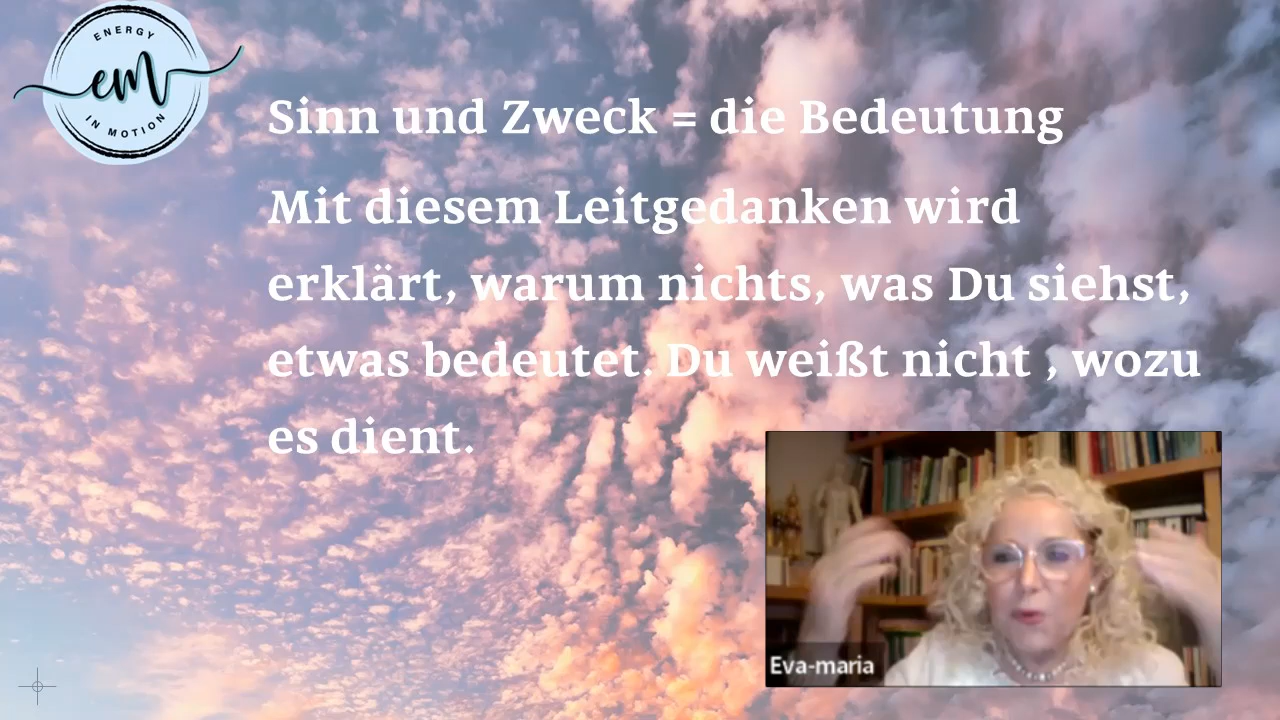 ENERGY
em
IN MOTION
Sinn und Zweck = die Bedeutung
Mit diesem Leitgedanken wird
erklärt, warum nichts, was Du siehst,
etwas bedeutet. Du weißt nicht , wozu
es dient.
Eva-maria